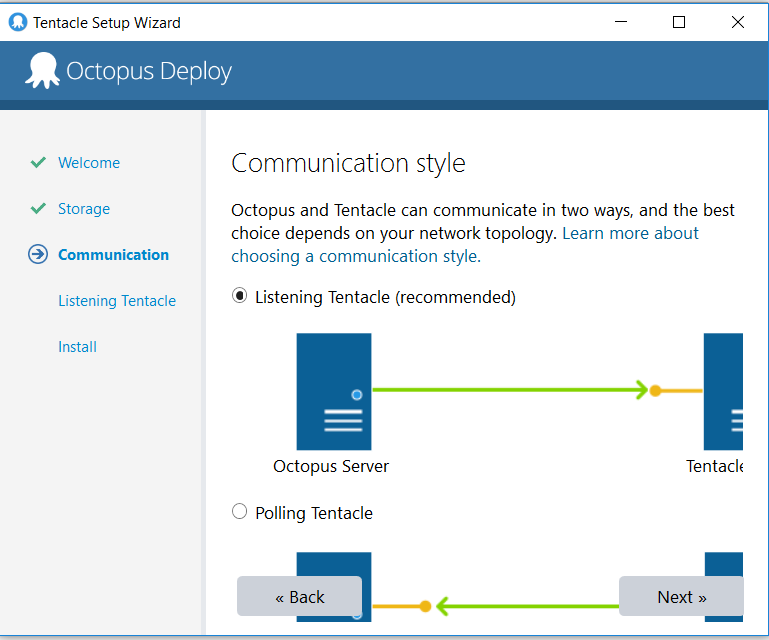 Tentacle Setup Wizard
Octopus Deploy
Welcome
Storage
Communication
Listening Tentacle
Install
Communication style
Octopus and Tentacle can communicate in two ways, and the best
choice depends on your network topology. Learn more about
choosing a communication style.
Listening Tentacle (recommended)
Octopus Server
Tentacle
Polling Tentacle
« Back
Next »